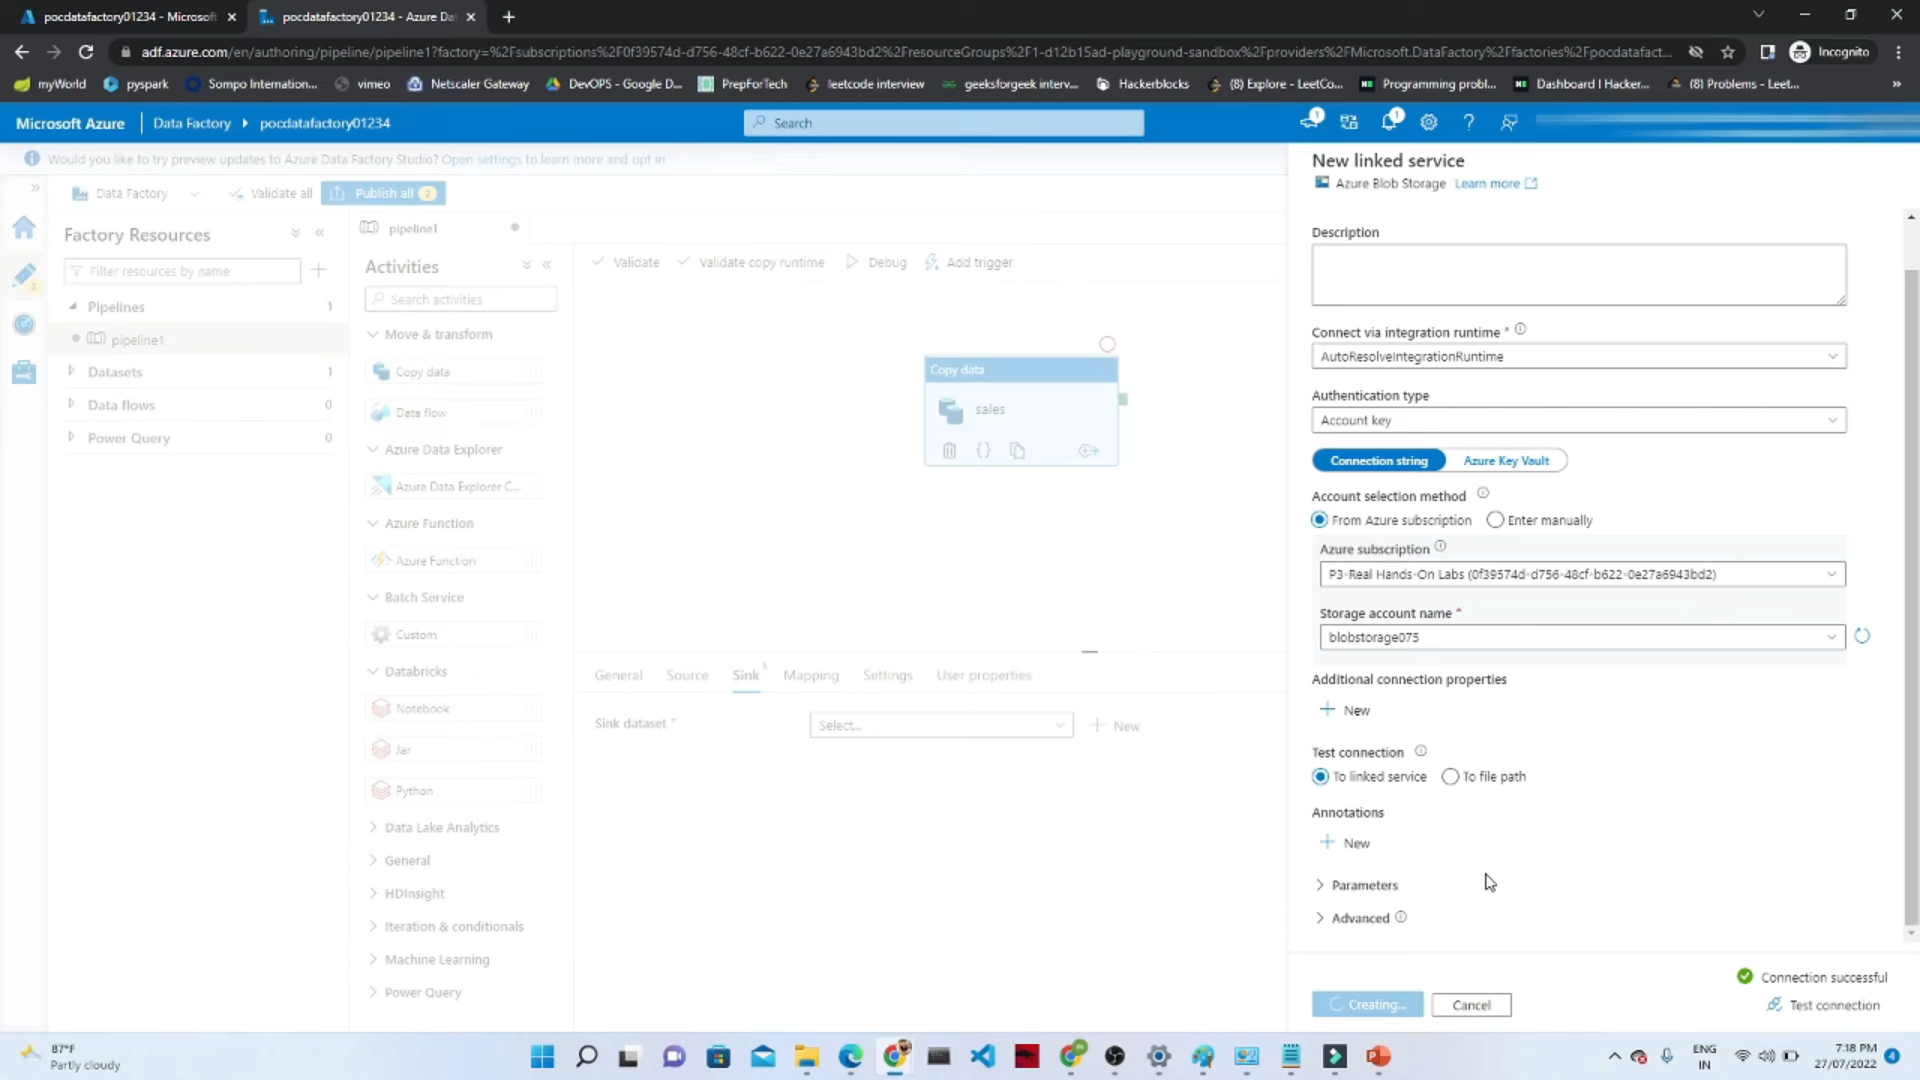 pocdatafactory01234 - Microsoft
pocdatafactory01234 - Azure Da
adf.azure.com/en/authoring/pipeline/pipeline1?factory=%2Fsubscriptions%2F0f39574d-d756-48cf-b622-0e27a6943bd2%2FresourceGroups%2F1-d12b15ad-playground-sandbox%2Fproviders%2FMicrosoft.DataFactory%2Ffactories%2Fpocdatafact...
Incognito
myWorld
pyspark
Sompo Internation...
vimeo
Netscaler Gateway
DevOPS - Google D...
PrepForTech
leetcode interview
geeksforgeek interv...
Hackerblocks
(8) Explore - LeetCo...
Programming probl...
Dashboard | Hacker...
(8) Problems - Leet...
»
Microsoft Azure
Data Factory
pocdatafactory01234
Search
1
1
Would you like to try preview updates to Azure Data Factory Studio? Open settings to learn more and opt in
Data Factory
Validate all
Publish all 2
Factory Resources
Filter resources by name
Pipelines 1
pipeline1
Datasets 1
Data flows 0
Power Query 0
pipeline1
Activities
Search activities
Move & transform
Copy data
Data flow
Azure Data Explorer
Azure Data Explorer C...
Azure Function
Azure Function
Batch Service
Custom
Databricks
Notebook
Jar
Python
Data Lake Analytics
General
HDInsight
Iteration & conditionals
Machine Learning
Power Query
Validate
Validate copy runtime
Debug
Add trigger
Copy data
sales
General
Source
Sink 1
Mapping
Settings
User properties
Sink dataset *
Select...
New
New linked service
Azure Blob Storage Learn more
Description
Connect via integration runtime *
AutoResolveIntegrationRuntime
Authentication type
Account key
Connection string
Azure Key Vault
Account selection method
From Azure subscription
Enter manually
Azure subscription
P3-Real Hands-On Labs (0f39574d-d756-48cf-b622-0e27a6943bd2)
Storage account name *
blobstorage075
Additional connection properties
New
Test connection
To linked service
To file path
Annotations
New
Parameters
Advanced
Connection successful
Creating...
Cancel
Test connection
87°F
Partly cloudy
ENG
IN
7:18 PM
27/07/2022
4